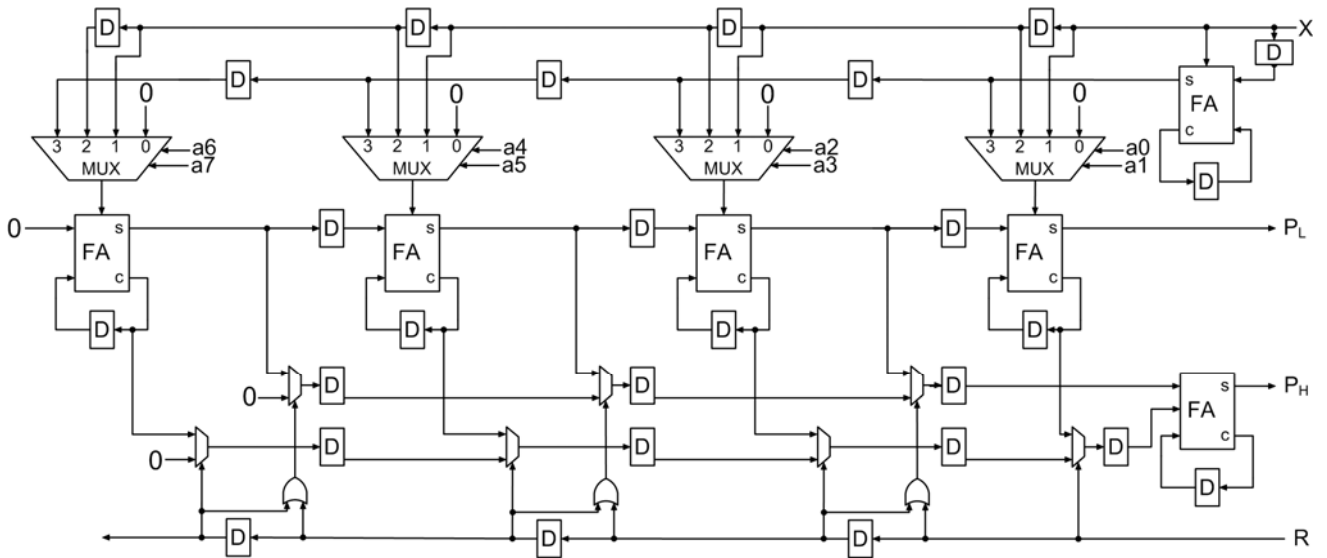 D D D D X
D
D D D
0 0 0 0
s FA c
3 2 1 0 a6 3 2 1 0 a4 3 2 1 0 a2 3 2 1 0 a0
MUX a7 MUX a5 MUX a3 MUX a1
D
0 s D s D s D s P_L
FA FA FA FA
c c c c
D D D D
D D D s P_H
0
FA
D D D D c
0
D
D D D R